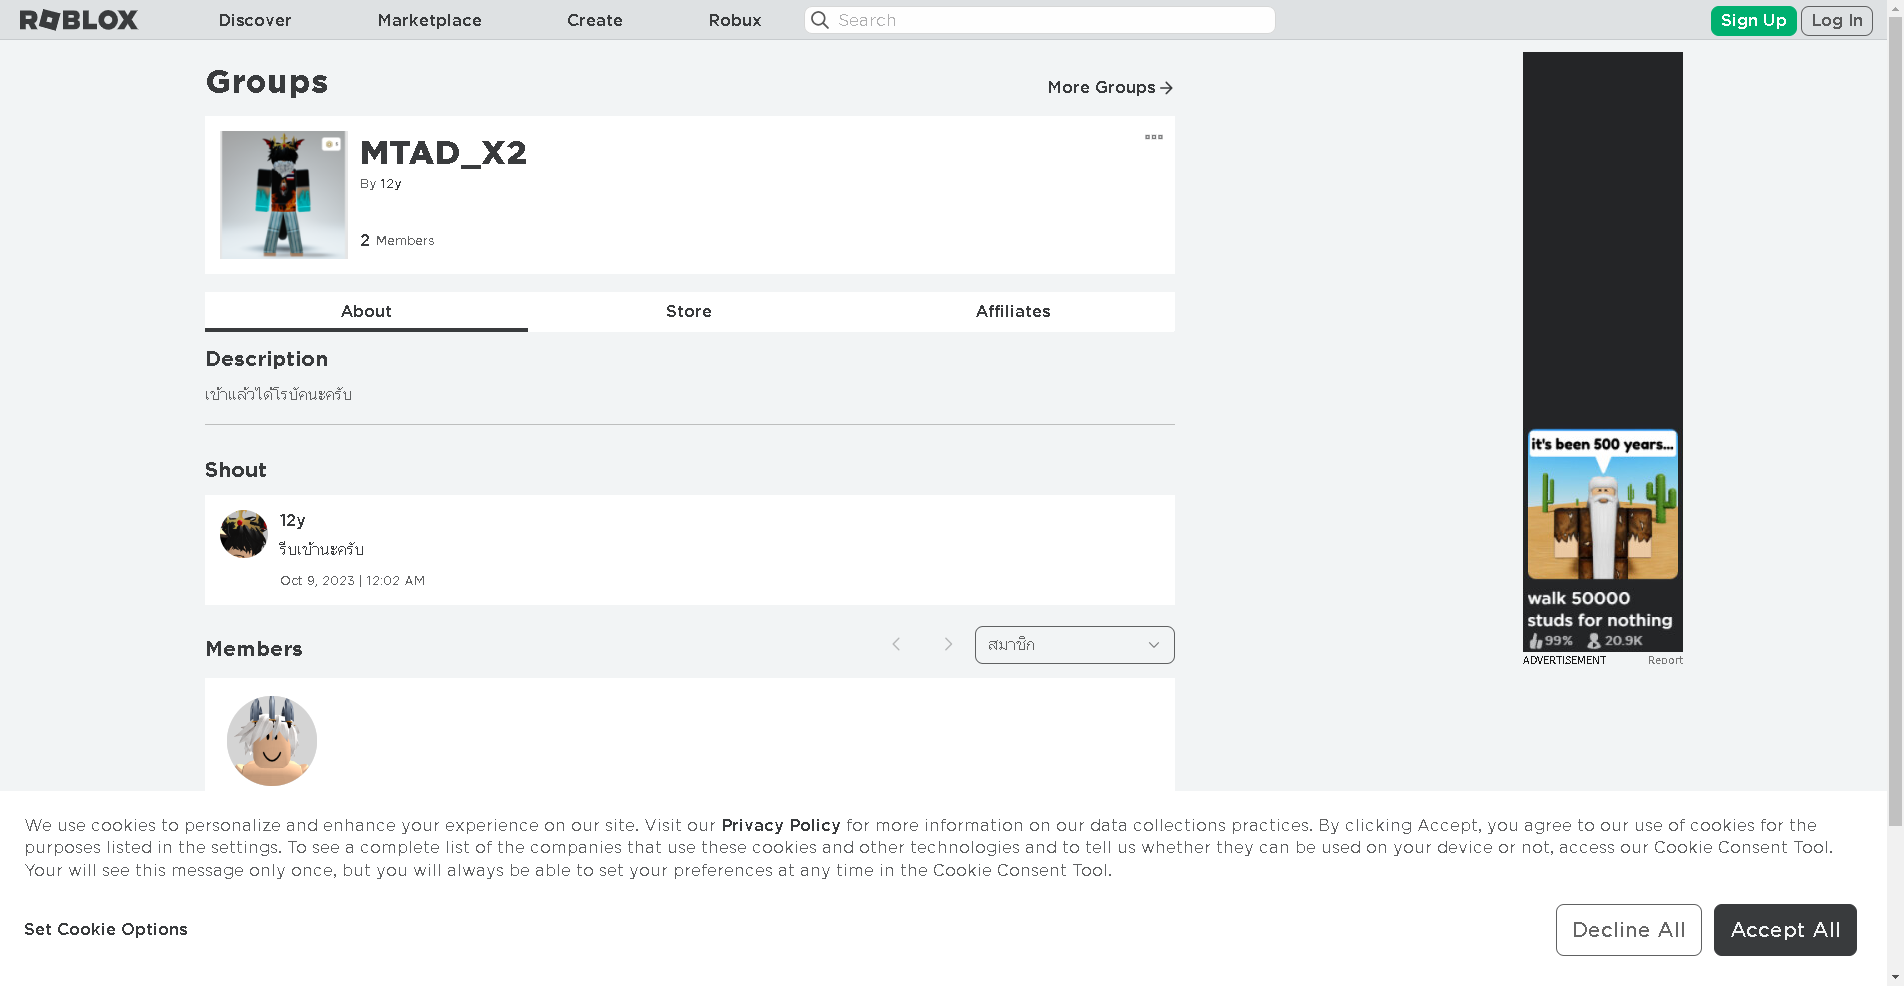 ROBLOX
Discover
Marketplace
Create
Robux
Search
Sign Up
Log In
Groups
More Groups
MTAD_X2
By 12y
2 Members
About
Store
Affiliates
Description
เข้าแล้วได้โรบัคนะครับ
Shout
12y
รีบเข้านะครับ
Oct 9, 2023 | 12:02 AM
Members
สมาชิก
it's been 500 years...
walk 50000
studs for nothing
99% 20.9K
ADVERTISEMENT
Report
We use cookies to personalize and enhance your experience on our site. Visit our Privacy Policy for more information on our data collections practices. By clicking Accept, you agree to our use of cookies for the
purposes listed in the settings. To see a complete list of the companies that use these cookies and other technologies and to tell us whether they can be used on your device or not, access our Cookie Consent Tool.
Your will see this message only once, but you will always be able to set your preferences at any time in the Cookie Consent Tool.
Set Cookie Options
Decline All
Accept All